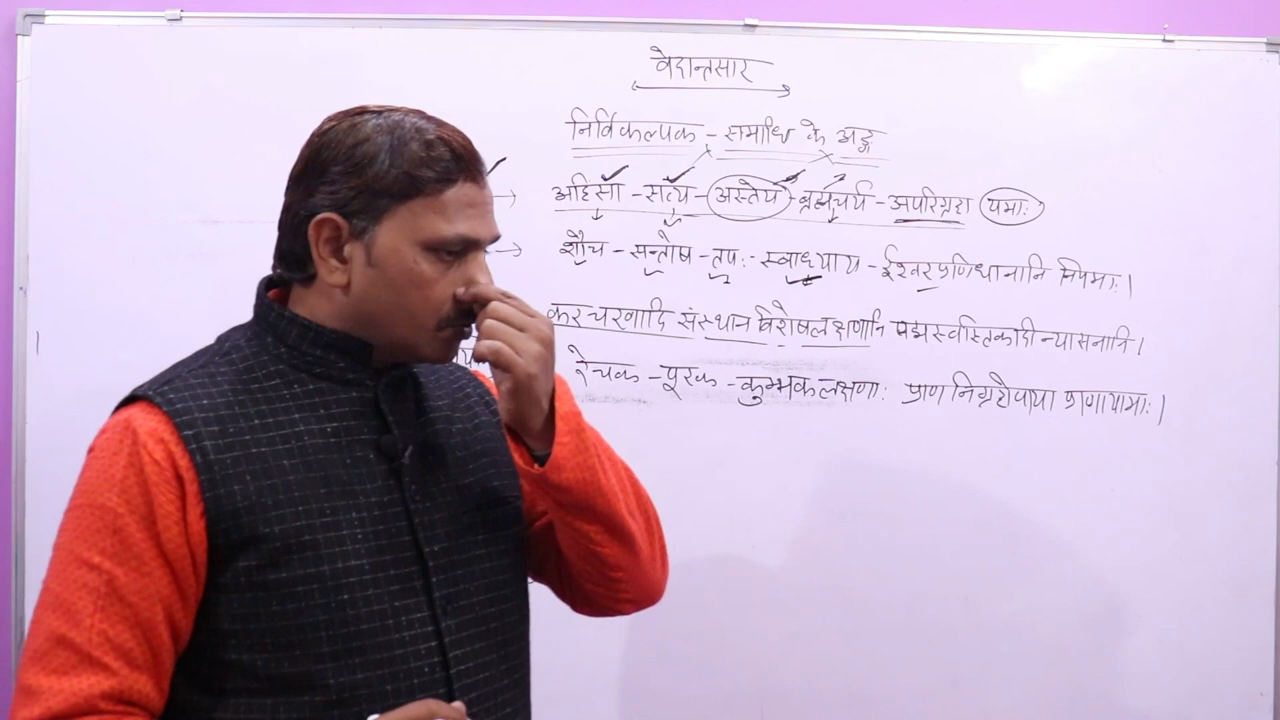 वेदान्तसार
निर्विकल्पक - समाधि के अङ्ग
अहिंसा - सत्य - अस्तेय - ब्रह्मचर्य - अपरिग्रहा यमाः
शौच - सन्तोष - तपः - स्वाध्याय - ईश्वरप्रणिधानानि नियमाः।
करचरणादि संस्थान विशेषलक्षणानि पद्मस्वस्तिकादीन्यासनानि।
रेचक - पूरक - कुम्भकलक्षणाः प्राणनिग्रहोपाया प्राणायामाः।